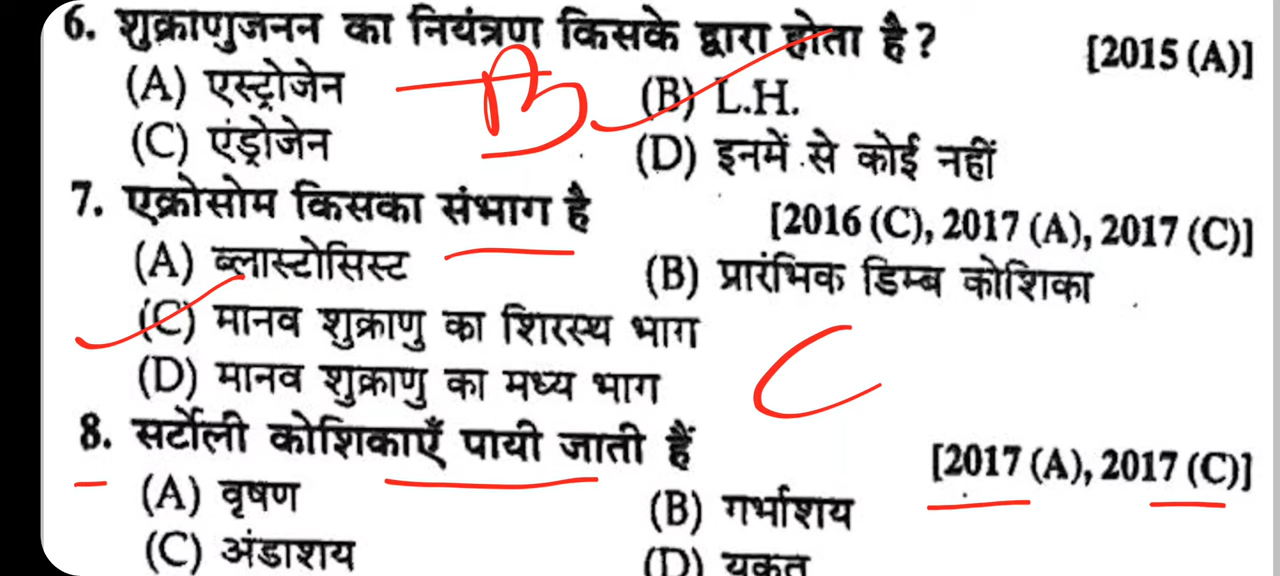 6. शुक्राणुजनन का नियंत्रण किसके द्वारा होता है? [2015 (A)]
(A) एस्ट्रोजेन (B) L.H.
B
(C) एंड्रोजेन (D) इनमें से कोई नहीं
7. एक्रोसोम किसका संभाग है [2016 (C), 2017 (A), 2017 (C)]
(A) ब्लास्टोसिस्ट (B) प्रारंभिक डिम्ब कोशिका
(C) मानव शुक्राणु का शिरस्थ भाग
C
(D) मानव शुक्राणु का मध्य भाग
8. सर्टोली कोशिकाएँ पायी जाती हैं [2017 (A), 2017 (C)]
(A) वृषण (B) गर्भाशय
(C) अंडाशय (D) यकृत